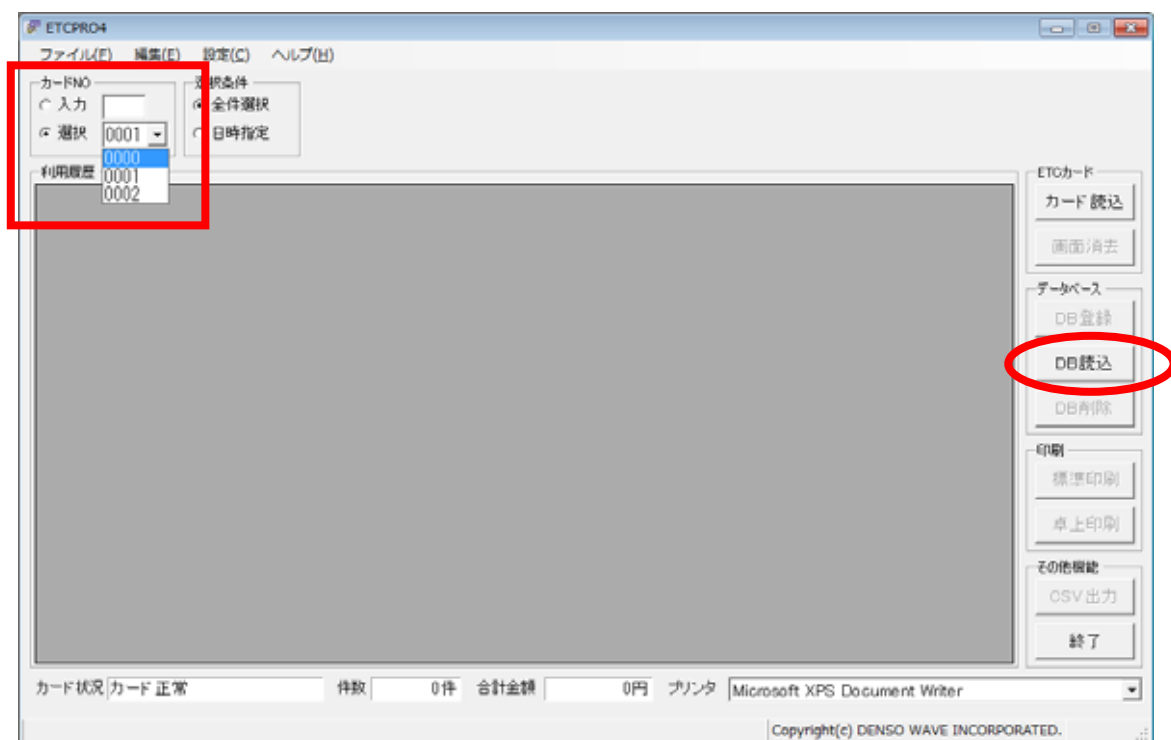 ETCPRO4
ファイル(F) 編集(E) 設定(C) ヘルプ(H)
カードNO
選択条件
入力
全件選択
選択 0001
日時指定
0000
0001
0002
利用履歴
ETCカード
カード読込
画面消去
データベース
DB登録
DB読込
DB削除
印刷
標準印刷
卓上印刷
その他機能
CSV出力
終了
カード状況 カード正常 件数 0件 合計金額 0円 プリンタ Microsoft XPS Document Writer
Copyright(c) DENSO WAVE INCORPORATED.